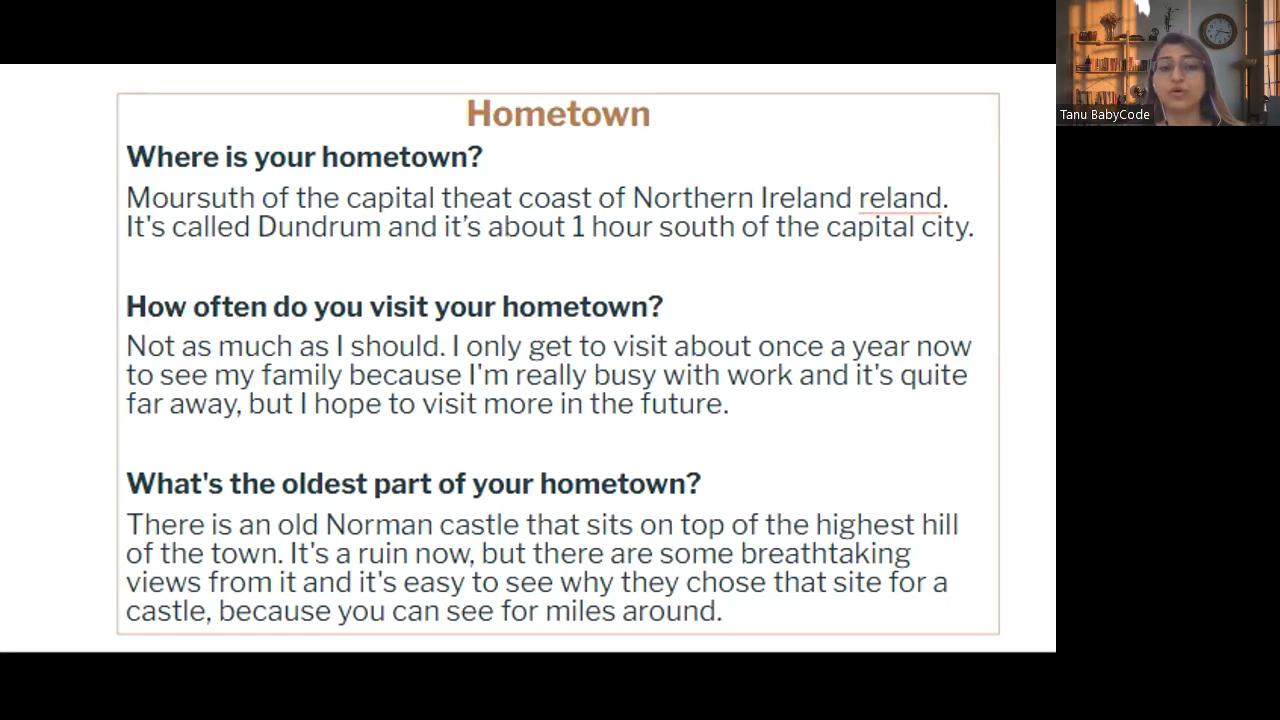 Hometown
Where is your hometown?
Moursuth of the capital theat coast of Northern Ireland reland.
It's called Dundrum and it’s about 1 hour south of the capital city.
How often do you visit your hometown?
Not as much as I should. I only get to visit about once a year now
to see my family because I'm really busy with work and it's quite
far away, but I hope to visit more in the future.
What's the oldest part of your hometown?
There is an old Norman castle that sits on top of the highest hill
of the town. It's a ruin now, but there are some breathtaking
views from it and it's easy to see why they chose that site for a
castle, because you can see for miles around.
Tanu BabyCode